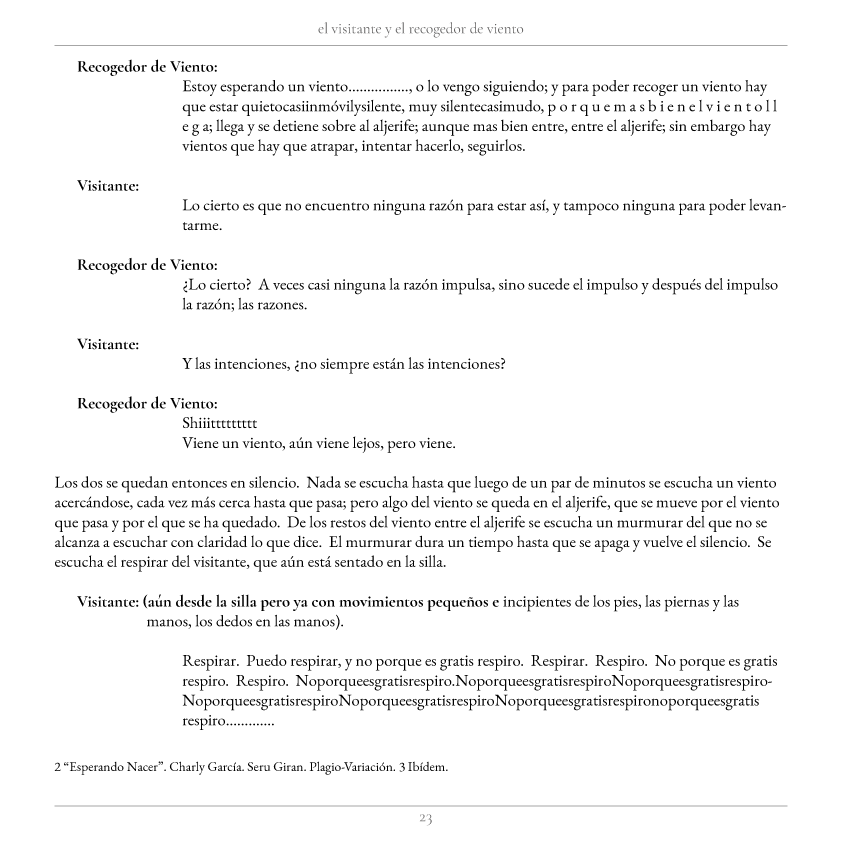 el visitante y el recogedor de viento
Recogedor de Viento:
Estoy esperando un viento................, o lo vengo siguiendo; y para poder recoger un viento hay
que estar quietocasiinmóvilysilente, muy silentecasimudo, p o r q u e m a s b i e n e l v i e n t o l l
e g a; llega y se detiene sobre al aljerife; aunque mas bien entre, entre el aljerife; sin embargo hay
vientos que hay que atrapar, intentar hacerlo, seguirlos.
Visitante:
Lo cierto es que no encuentro ninguna razón para estar así, y tampoco ninguna para poder levan-
tarme.
Recogedor de Viento:
¿Lo cierto?  A veces casi ninguna la razón impulsa, sino sucede el impulso y después del impulso
la razón; las razones.
Visitante:
Y las intenciones, ¿no siempre están las intenciones?
Recogedor de Viento:
Shiiittttttttt
Viene un viento, aún viene lejos, pero viene.
Los dos se quedan entonces en silencio.  Nada se escucha hasta que luego de un par de minutos se escucha un viento
acercándose, cada vez más cerca hasta que pasa; pero algo del viento se queda en el aljerife, que se mueve por el viento
que pasa y por el que se ha quedado.  De los restos del viento entre el aljerife se escucha un murmurar del que no se
alcanza a escuchar con claridad lo que dice.  El murmurar dura un tiempo hasta que se apaga y vuelve el silencio.  Se
escucha el respirar del visitante, que aún está sentado en la silla.
Visitante: (aún desde la silla pero ya con movimientos pequeños e incipientes de los pies, las piernas y las
manos, los dedos en las manos).
Respirar.  Puedo respirar, y no porque es gratis respiro.  Respirar.  Respiro.  No porque es gratis
respiro.  Respiro.  Noporqueesgratisrespiro.NoporqueesgratisrespiroNoporqueesgratisrespiro-
NoporqueesgratisrespiroNoporqueesgratisrespiroNoporqueesgratisrespironoporqueesgratis
respiro.............
2 “Esperando Nacer”. Charly García. Seru Giran. Plagio-Variación. 3 Ibídem.
23